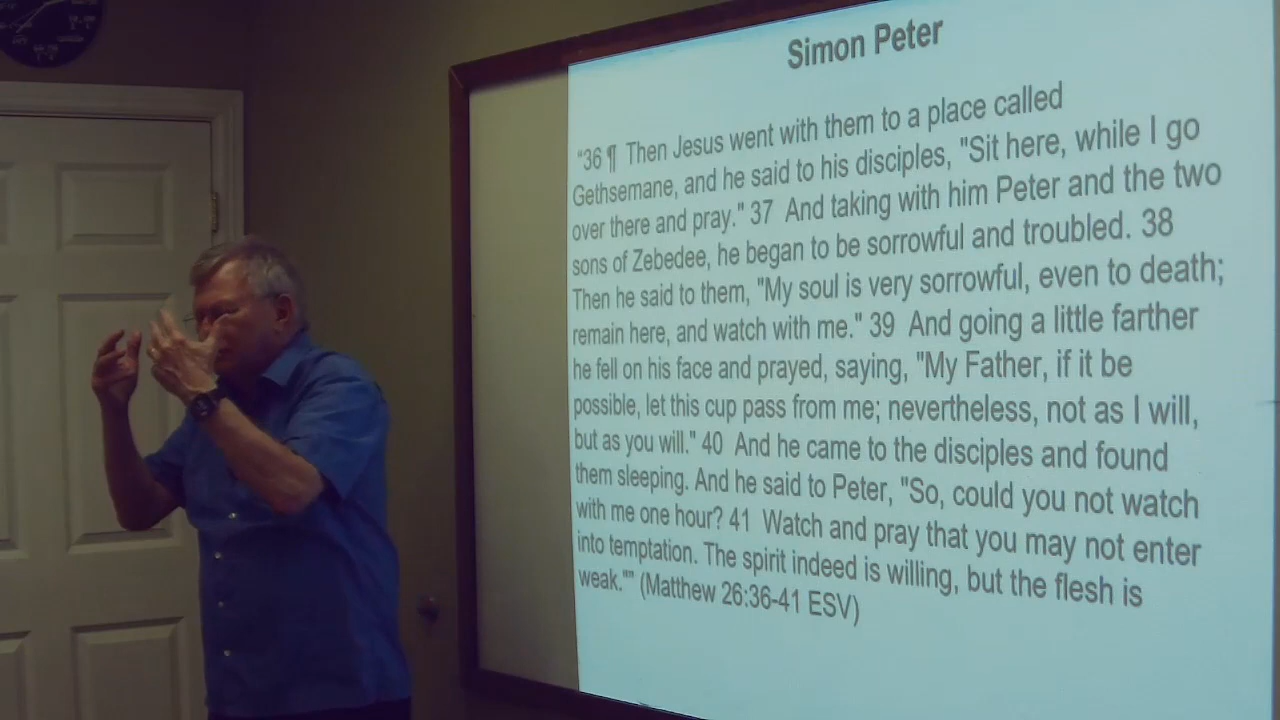 Simon Peter
"36 ¶ Then Jesus went with them to a place called
Gethsemane, and he said to his disciples, "Sit here, while I go
over there and pray." 37 And taking with him Peter and the two
sons of Zebedee, he began to be sorrowful and troubled. 38
Then he said to them, "My soul is very sorrowful, even to death;
remain here, and watch with me." 39 And going a little farther
he fell on his face and prayed, saying, "My Father, if it be
possible, let this cup pass from me; nevertheless, not as I will,
but as you will." 40 And he came to the disciples and found
them sleeping. And he said to Peter, "So, could you not watch
with me one hour? 41 Watch and pray that you may not enter
into temptation. The spirit indeed is willing, but the flesh is
weak."" (Matthew 26:36-41 ESV)